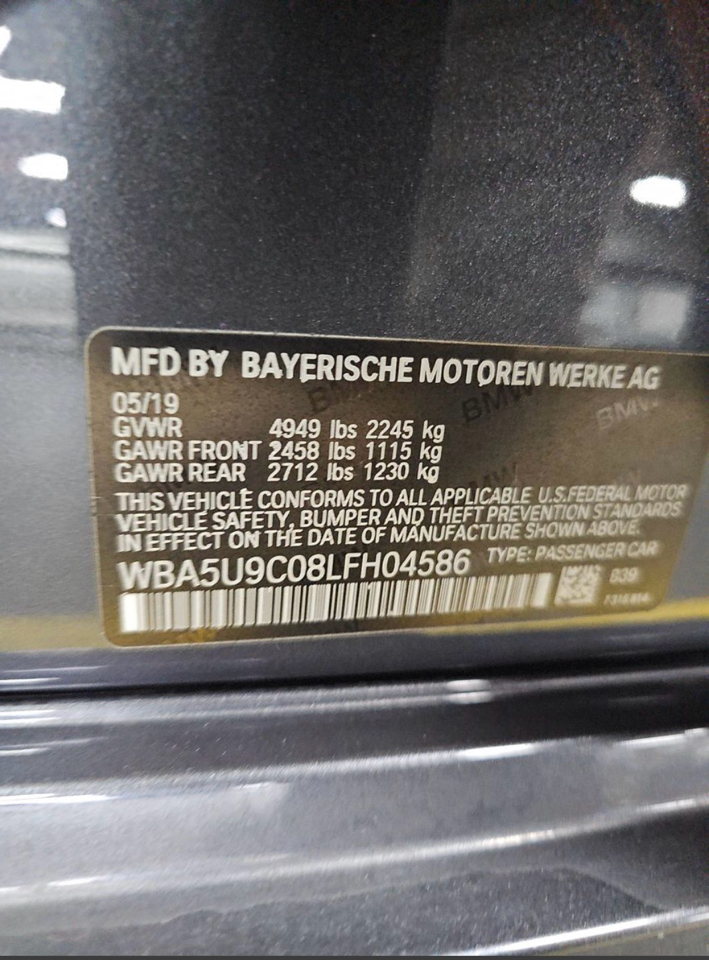 MFD BY BAYERISCHE MOTOREN WERKE AG
05/19
GVWR 4949 lbs 2245 kg
GAWR FRONT 2458 lbs 1115 kg
GAWR REAR 2712 lbs 1230 kg
THIS VEHICLE CONFORMS TO ALL APPLICABLE U.S.FEDERAL MOTOR
VEHICLE SAFETY, BUMPER AND THEFT PREVENTION STANDARDS
IN EFFECT ON THE DATE OF MANUFACTURE SHOWN ABOVE.
WBA5U9C08LFH04586 TYPE: PASSENGER CAR
B39